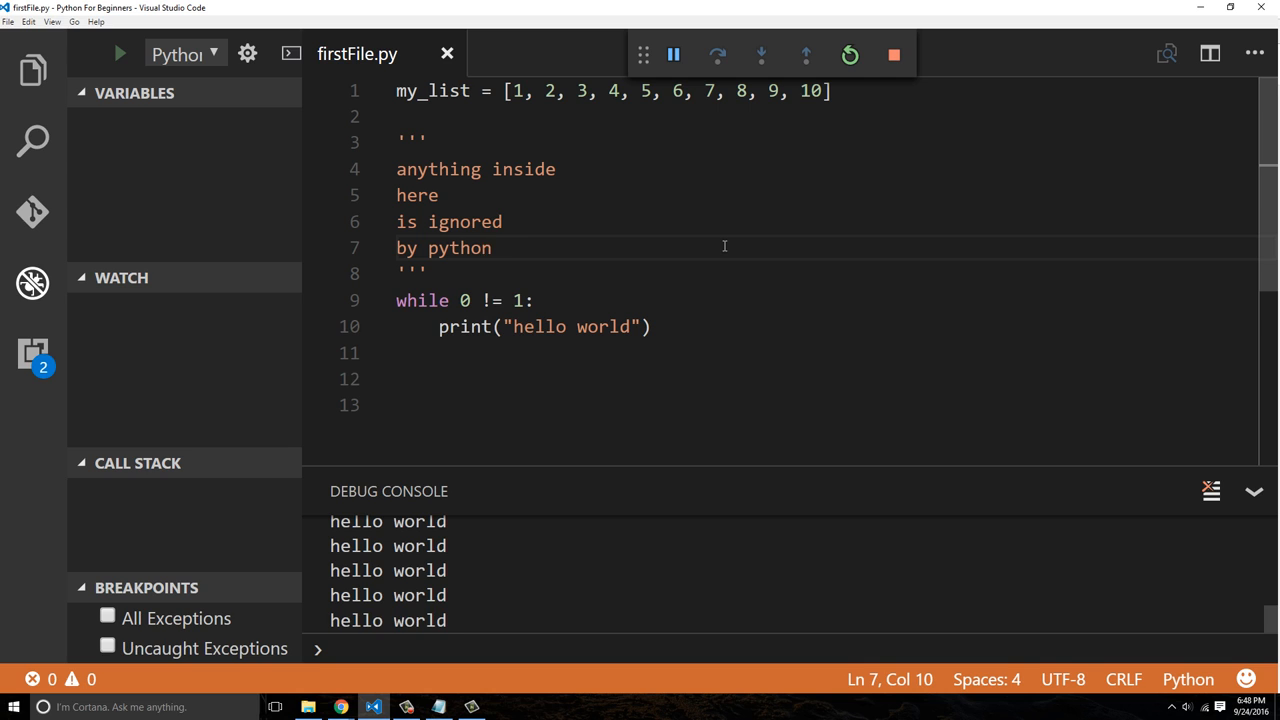 firstFile.py - Python For Beginners - Visual Studio Code
File Edit View Go Help
Python
firstFile.py
VARIABLES
WATCH
CALL STACK
BREAKPOINTS
All Exceptions
Uncaught Exceptions
2
1 my_list = [1, 2, 3, 4, 5, 6, 7, 8, 9, 10]
2
3 '''
4 anything inside
5 here
6 is ignored
7 by python
8 '''
9 while 0 != 1:
10     print("hello world")
11
12
13
DEBUG CONSOLE
hello world
hello world
hello world
hello world
hello world
0 0 Ln 7, Col 10 Spaces: 4 UTF-8 CRLF Python
I'm Cortana. Ask me anything.
6:48 PM
9/24/2016